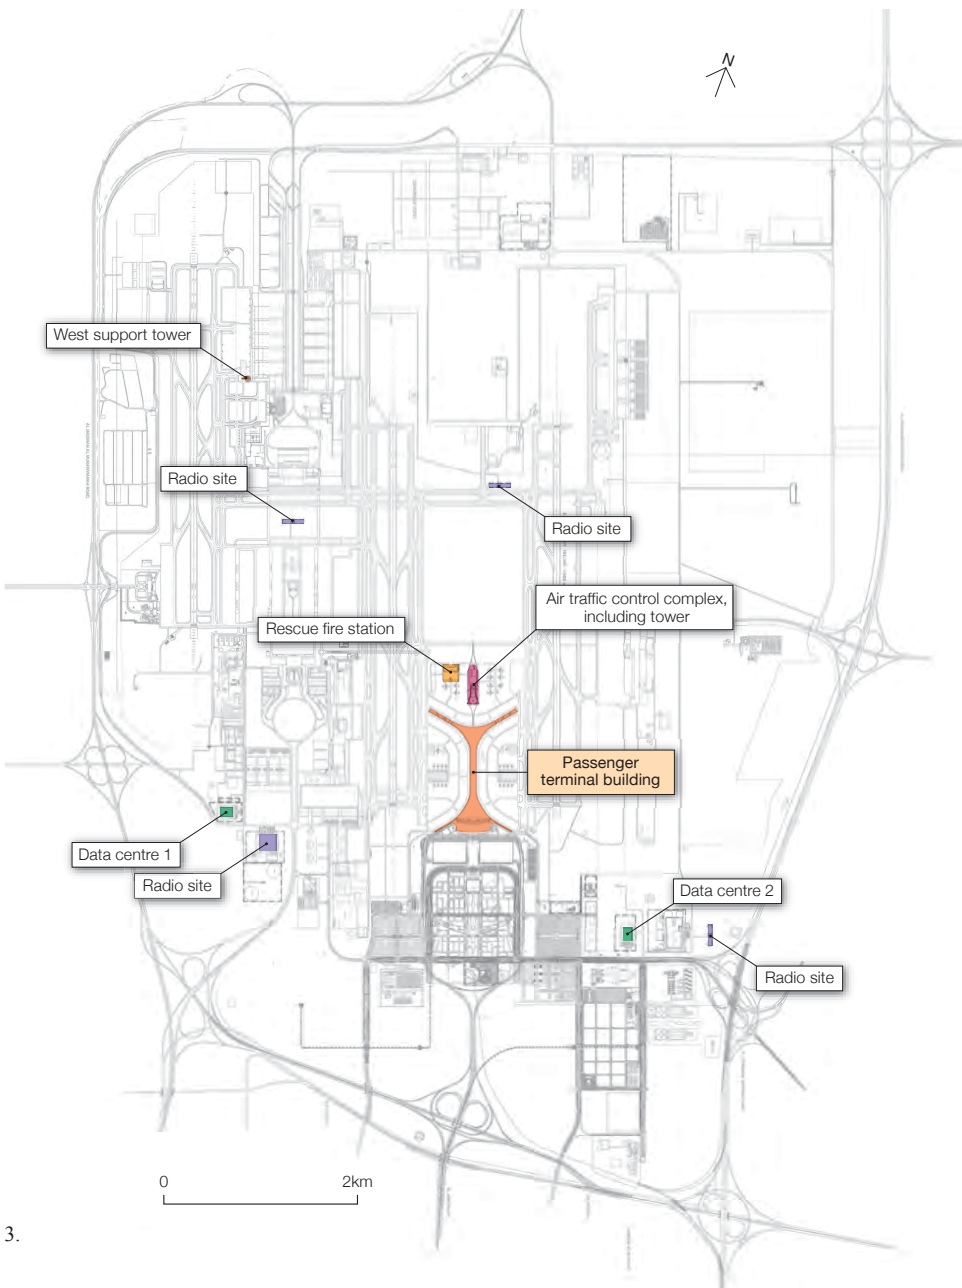 N
West support tower
Radio site
Radio site
Air traffic control complex,
including tower
Rescue fire station
Passenger
terminal building
Data centre 1
Radio site
Data centre 2
Radio site
0 2km
3.